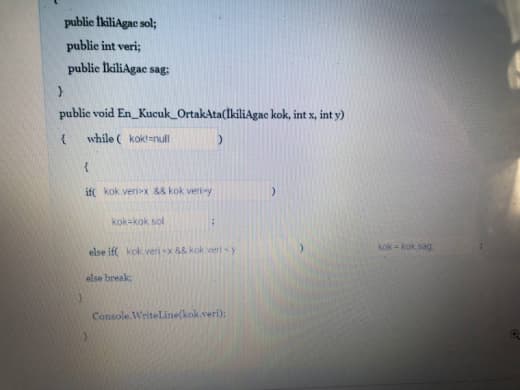 {
public İkiliAgac sol;
public int veri;
public İkiliAgac sag;
}
public void En_Kucuk_OrtakAta(İkiliAgac kok, int x, int y)
{ while ( kok!=null )
{
if( kok.veri>x && kok.veri>y )
kok=kok.sol ;
else if( kok.veri <x && kok.veri < y ) kok = kok.sag ;
else break;
}
Console.WriteLine(kok.veri);
}